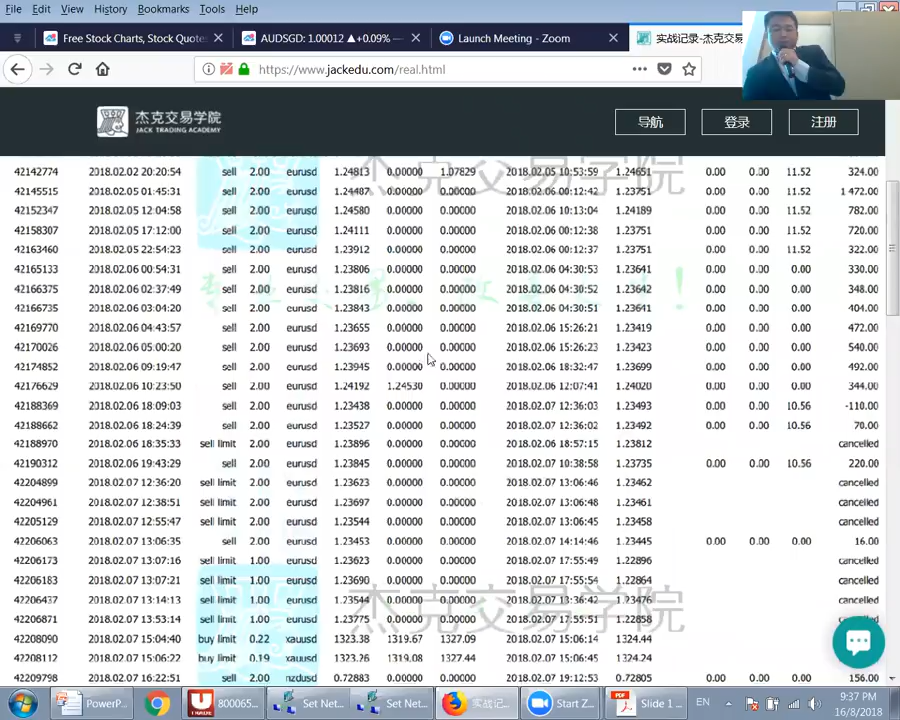 File Edit View History Bookmarks Tools Help
Free Stock Charts, Stock Quotes AUDSGD: 1.00012 ▲+0.09% Launch Meeting - Zoom 实战记录-杰克交易
https://www.jackedu.com/real.html
杰克交易学院 JACK TRADING ACADEMY 导航 登录 注册
杰克交易学院
42142774 2018.02.02 20:20:54 sell 2.00 eurusd 1.24813 0.00000 1.07829 2018.02.05 10:53:59 1.24651 0.00 0.00 11.52 324.00
42145515 2018.02.05 01:45:31 sell 2.00 eurusd 1.24487 0.00000 0.00000 2018.02.06 00:12:42 1.23751 0.00 0.00 11.52 1 472.00
42152347 2018.02.05 12:04:58 sell 2.00 eurusd 1.24580 0.00000 0.00000 2018.02.06 10:13:04 1.24189 0.00 0.00 11.52 782.00
42158307 2018.02.05 17:12:00 sell 2.00 eurusd 1.24111 0.00000 0.00000 2018.02.06 00:12:38 1.23751 0.00 0.00 11.52 720.00
42163460 2018.02.05 22:54:23 sell 2.00 eurusd 1.23912 0.00000 0.00000 2018.02.06 00:12:37 1.23751 0.00 0.00 11.52 322.00
42165133 2018.02.06 00:54:31 sell 2.00 eurusd 1.23806 0.00000 0.00000 2018.02.06 04:30:53 1.23641 0.00 0.00 0.00 330.00
42166375 2018.02.06 02:37:49 sell 2.00 eurusd 1.23816 0.00000 0.00000 2018.02.06 04:30:52 1.23642 0.00 0.00 0.00 348.00
42166735 2018.02.06 03:04:20 sell 2.00 eurusd 1.23843 0.00000 0.00000 2018.02.06 04:30:51 1.23641 0.00 0.00 0.00 404.00
42169770 2018.02.06 04:43:57 sell 2.00 eurusd 1.23655 0.00000 0.00000 2018.02.06 15:26:21 1.23419 0.00 0.00 0.00 472.00
42170026 2018.02.06 05:00:20 sell 2.00 eurusd 1.23693 0.00000 0.00000 2018.02.06 15:26:23 1.23423 0.00 0.00 0.00 540.00
42174852 2018.02.06 09:19:47 sell 2.00 eurusd 1.23945 0.00000 0.00000 2018.02.06 18:32:47 1.23699 0.00 0.00 0.00 492.00
42176629 2018.02.06 10:23:50 sell 2.00 eurusd 1.24192 1.24530 0.00000 2018.02.06 12:07:41 1.24020 0.00 0.00 0.00 344.00
42188369 2018.02.06 18:09:03 sell 2.00 eurusd 1.23438 0.00000 0.00000 2018.02.07 12:36:03 1.23493 0.00 0.00 10.56 -110.00
42188662 2018.02.06 18:24:39 sell 2.00 eurusd 1.23527 0.00000 0.00000 2018.02.07 12:36:02 1.23492 0.00 0.00 10.56 70.00
42188970 2018.02.06 18:35:33 sell limit 2.00 eurusd 1.23896 0.00000 0.00000 2018.02.06 18:57:15 1.23812 cancelled
42190312 2018.02.06 19:43:29 sell 2.00 eurusd 1.23845 0.00000 0.00000 2018.02.07 10:38:58 1.23735 0.00 0.00 10.56 220.00
42204899 2018.02.07 12:36:20 sell limit 2.00 eurusd 1.23623 0.00000 0.00000 2018.02.07 13:06:46 1.23462 cancelled
42204961 2018.02.07 12:38:51 sell limit 2.00 eurusd 1.23697 0.00000 0.00000 2018.02.07 13:06:48 1.23461 cancelled
42205129 2018.02.07 12:55:47 sell limit 2.00 eurusd 1.23544 0.00000 0.00000 2018.02.07 13:06:45 1.23458 cancelled
42206063 2018.02.07 13:06:35 sell 2.00 eurusd 1.23453 0.00000 0.00000 2018.02.07 14:14:46 1.23445 0.00 0.00 0.00 16.00
42206173 2018.02.07 13:07:16 sell limit 1.00 eurusd 1.23623 0.00000 0.00000 2018.02.07 17:55:49 1.22896 cancelled
42206183 2018.02.07 13:07:21 sell limit 1.00 eurusd 1.23690 0.00000 0.00000 2018.02.07 17:55:54 1.22864 cancelled
42206437 2018.02.07 13:14:13 sell limit 1.00 eurusd 1.23544 0.00000 0.00000 2018.02.07 13:36:42 1.23476 cancelled
42206871 2018.02.07 13:53:14 sell limit 1.00 eurusd 1.23775 0.00000 0.00000 2018.02.07 17:55:51 1.22858 cancelled
杰克交易学院
42208090 2018.02.07 15:04:40 buy limit 0.22 xauusd 1323.38 1319.67 1327.09 2018.02.07 15:06:14 1324.44 cancelled
42208112 2018.02.07 15:06:22 buy limit 0.19 xauusd 1323.26 1319.08 1327.44 2018.02.07 15:06:45 1324.24 cancelled
42209798 2018.02.07 16:22:51 sell 2.00 nzdusd 0.72883 0.00000 0.00000 2018.02.07 19:12:53 0.72805 0.00 0.00 0.00 156.00
PowerP... 80065... Set Net... Set Net... 实战记... Start Z... Slide 1 ... EN 9:37 PM
16/8/2018